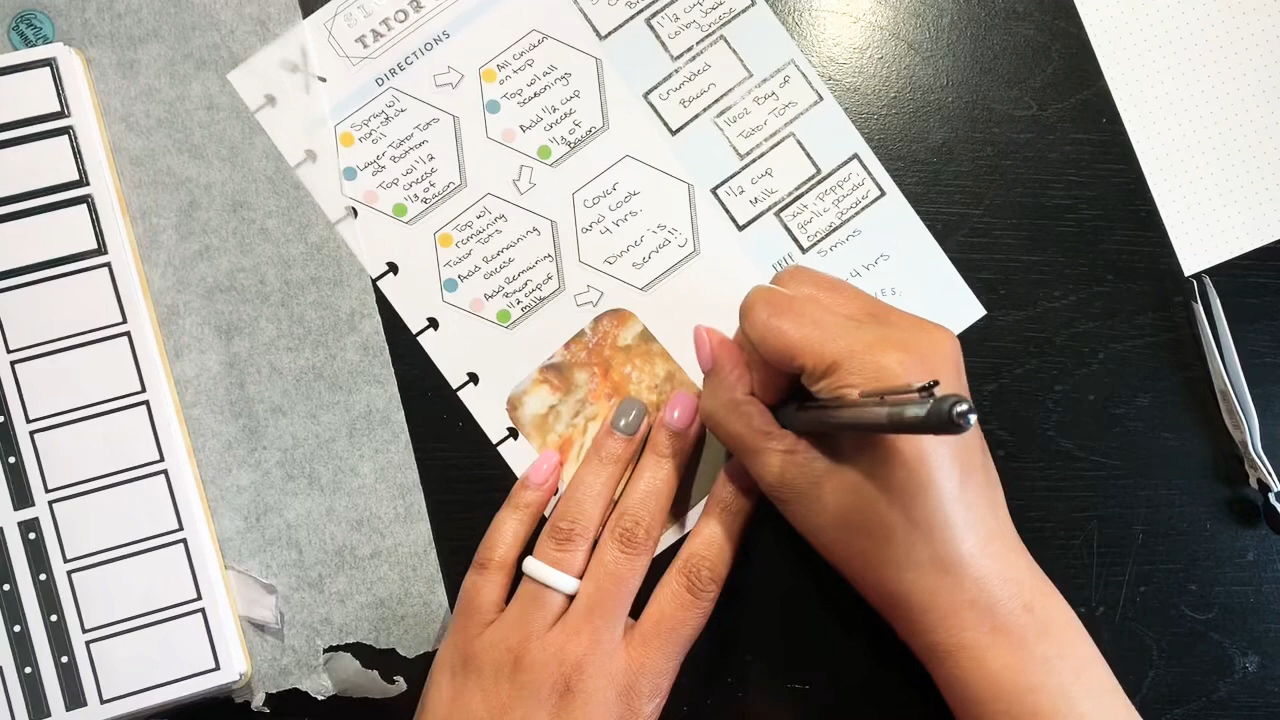 Family
DINNER
TATOR
DIRECTIONS
Spray w/
non-stick
oil
Layer Tator Tots
at Bottom
Top w/ 1/2
cheese
1/3 of
Bacon
All Chicken
on top
Top w/ all
seasonings
Add 1/2 cup
cheese
1/3 of
Bacon
Top w/
remaining
Tator Tots
Add Remaining
cheese
Add Remaining
Bacon
1/2 cup of
milk
Cover
and cook
4 hrs.
Dinner is
Served!!
1 1/2 cup
colby jack
cheese
Crumbled
Bacon
16oz Bag of
Tator Tots
1/2 cup
Milk
Salt, pepper,
garlic powder
onion powder
5 mins
4 hrs